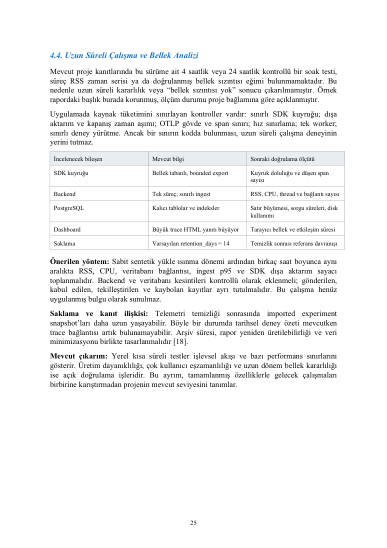 4.4. Uzun Süreli Çalışma ve Bellek Analizi
Mevcut proje kanıtlarında bu sürüme ait 4 saatlik veya 24 saatlik kontrollü bir soak testi,
süreç RSS zaman serisi ya da doğrulanmış bellek sızıntısı eğimi bulunmamaktadır. Bu
nedenle uzun süreli kararlılık veya “bellek sızıntısı yok” sonucu çıkarılmamıştır. Örnek
rapordaki başlık burada korunmuş, ölçüm durumu proje bağlamına göre açıklanmıştır.
Uygulamada kaynak tüketimini sınırlayan kontroller vardır: sınırlı SDK kuyruğu; dışa
aktarım ve kapanış zaman aşımı; OTLP gövde ve span sınırı; hız sınırlama; tek worker;
sınırlı deney yürütme. Ancak bir sınırın kodda bulunması, uzun süreli çalışma deneyinin
yerini tutmaz.
İncelenecek bileşen Mevcut bilgi Sonraki doğrulama ölçütü
SDK kuyruğu Bellek tabanlı, bounded export Kuyruk doluluğu ve düşen span
sayısı
Backend Tek süreç; sınırlı ingest RSS, CPU, thread ve bağlantı sayısı
PostgreSQL Kalıcı tablolar ve indeksler Satır büyümesi, sorgu süreleri, disk
kullanımı
Dashboard Büyük trace HTML yanıtı büyüyor Tarayıcı bellek ve etkileşim süresi
Saklama Varsayılan retention_days = 14 Temizlik sonrası referans davranışı
Önerilen yöntem: Sabit sentetik yükle ısınma dönemi ardından birkaç saat boyunca aynı
aralıkta RSS, CPU, veritabanı bağlantısı, ingest p95 ve SDK dışa aktarım sayacı
toplanmalıdır. Backend ve veritabanı kesintileri kontrollü olarak eklenmeli; gönderilen,
kabul edilen, tekilleştirilen ve kaybolan kayıtlar ayrı tutulmalıdır. Bu çalışma henüz
uygulanmış bulgu olarak sunulmaz.
Saklama ve kanıt ilişkisi: Telemetri temizliği sonrasında imported experiment
snapshot’ları daha uzun yaşayabilir. Böyle bir durumda tarihsel deney özeti mevcutken
trace bağlantısı artık bulunamayabilir. Arşiv süresi, rapor yeniden üretilebilirliği ve veri
minimizasyonu birlikte tasarlanmalıdır [18].
Mevcut çıkarım: Yerel kısa süreli testler işlevsel akışı ve bazı performans sınırlarını
gösterir. Üretim dayanıklılığı, çok kullanıcı eşzamanlılığı ve uzun dönem bellek kararlılığı
ise açık doğrulama işleridir. Bu ayrım, tamamlanmış özelliklerle gelecek çalışmaları
birbirine karıştırmadan projenin mevcut seviyesini tanımlar.
25